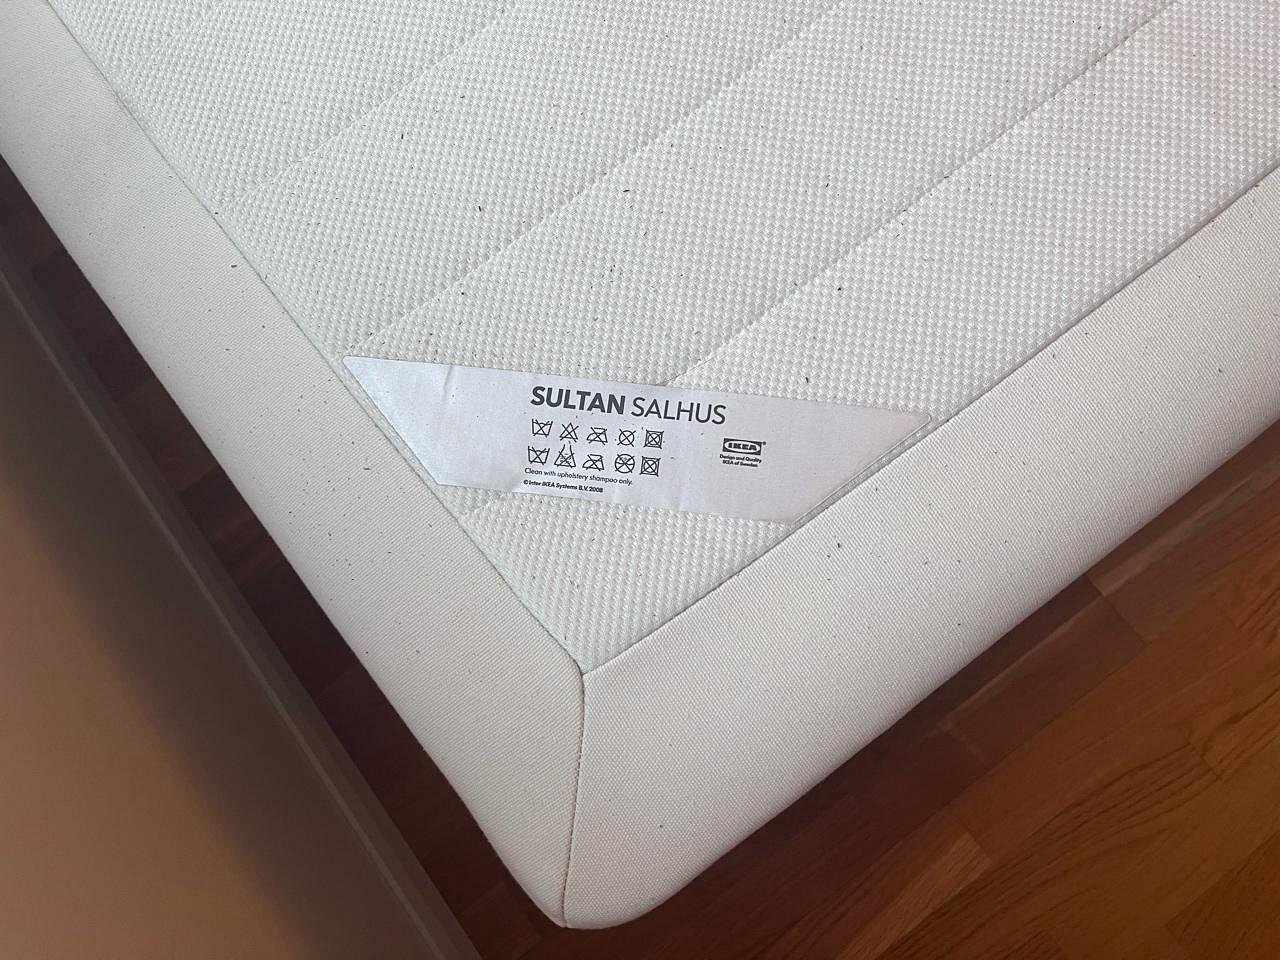 SULTAN SALHUS
IKEA®
Design and Quality
IKEA of Sweden
Clean with upholstery shampoo only.
© Inter IKEA Systems B.V. 2008